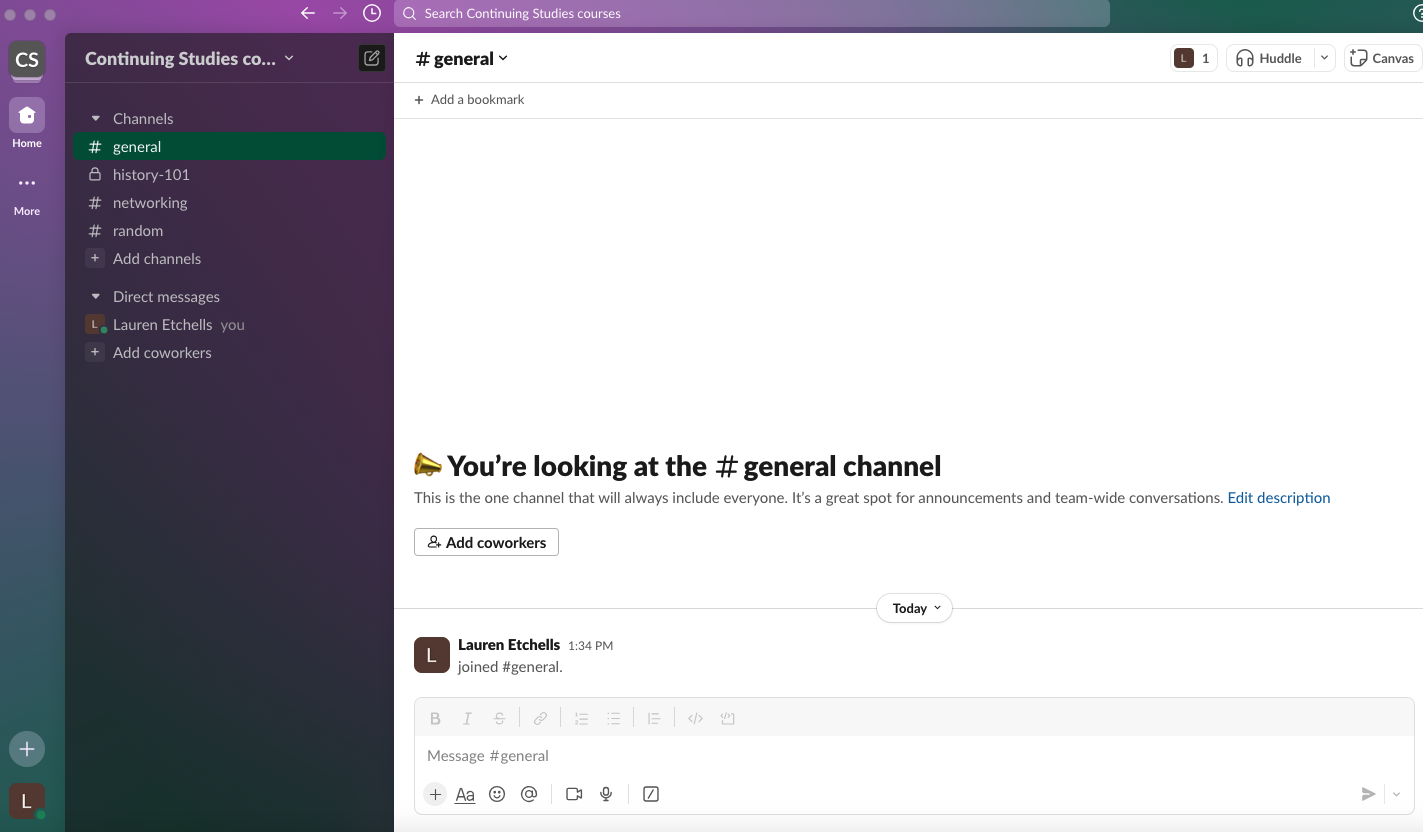 Search Continuing Studies courses
CS
Home
More
L
Continuing Studies co...
Channels
# general
history-101
# networking
# random
+ Add channels
Direct messages
L Lauren Etchells you
+ Add coworkers
# general
L 1
Huddle
Canvas
+ Add a bookmark
You’re looking at the # general channel
This is the one channel that will always include everyone. It’s a great spot for announcements and team-wide conversations. Edit description
Add coworkers
Today
L
Lauren Etchells 1:34 PM
joined #general.
B I S
Message #general
+ Aa @